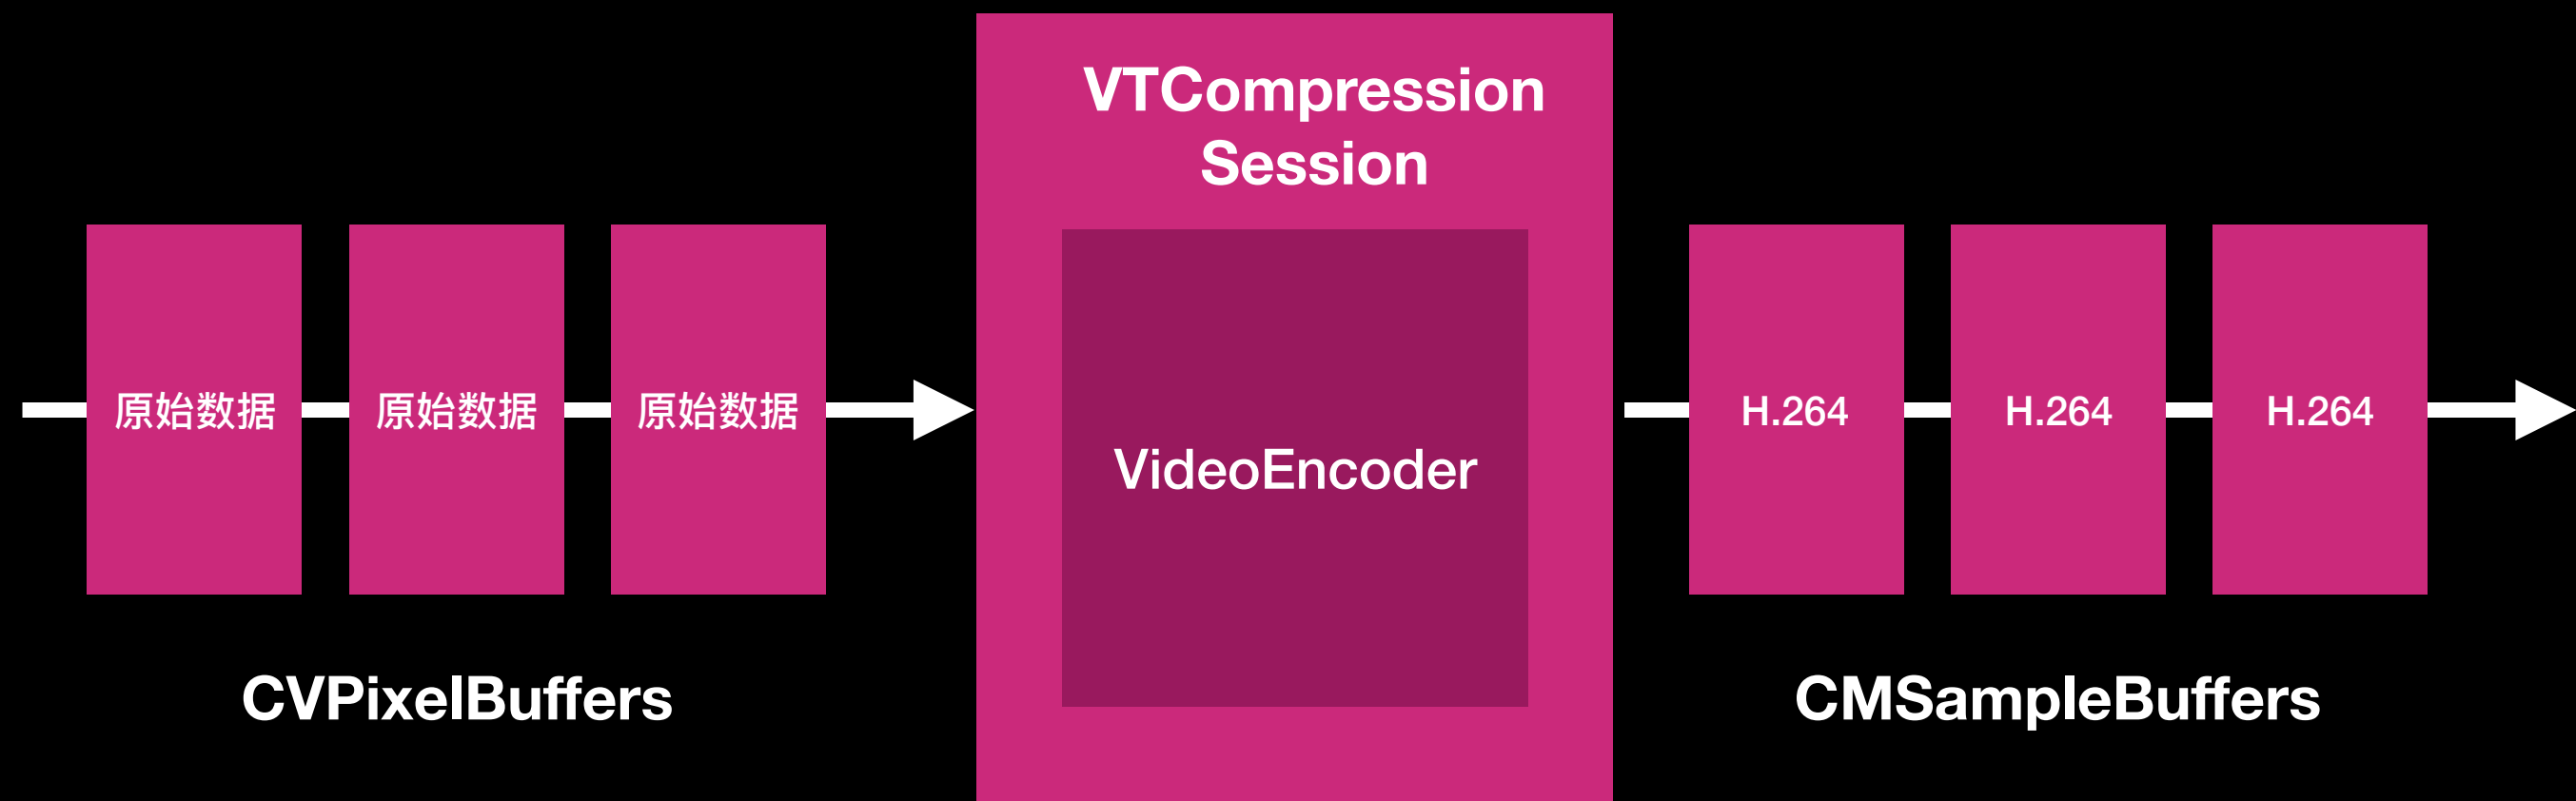 VTCompression
Session
原始数据
原始数据
原始数据
VideoEncoder
H.264
H.264
H.264
CVPixelBuffers
CMSampleBuffers